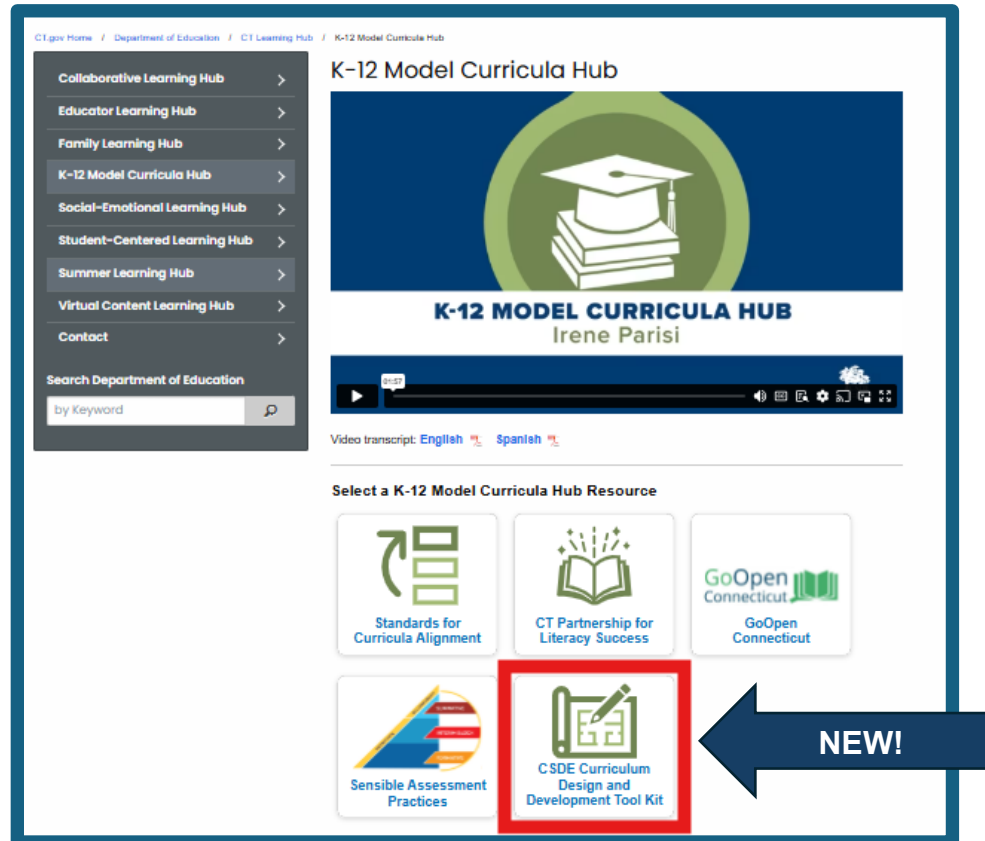 CT.gov Home / Department of Education / CT Learning Hub / K-12 Model Curricula Hub
Collaborative Learning Hub
Educator Learning Hub
Family Learning Hub
K-12 Model Curricula Hub
Social-Emotional Learning Hub
Student-Centered Learning Hub
Summer Learning Hub
Virtual Content Learning Hub
Contact
Search Department of Education
by Keyword
K-12 Model Curricula Hub
K-12 MODEL CURRICULA HUB
Irene Parisi
01:57
Video transcript: English Spanish
Select a K-12 Model Curricula Hub Resource
Standards for
Curricula Alignment
CT Partnership for
Literacy Success
GoOpen
Connecticut
GoOpen
Connecticut
Sensible Assessment
Practices
CSDE Curriculum
Design and
Development Tool Kit
NEW!